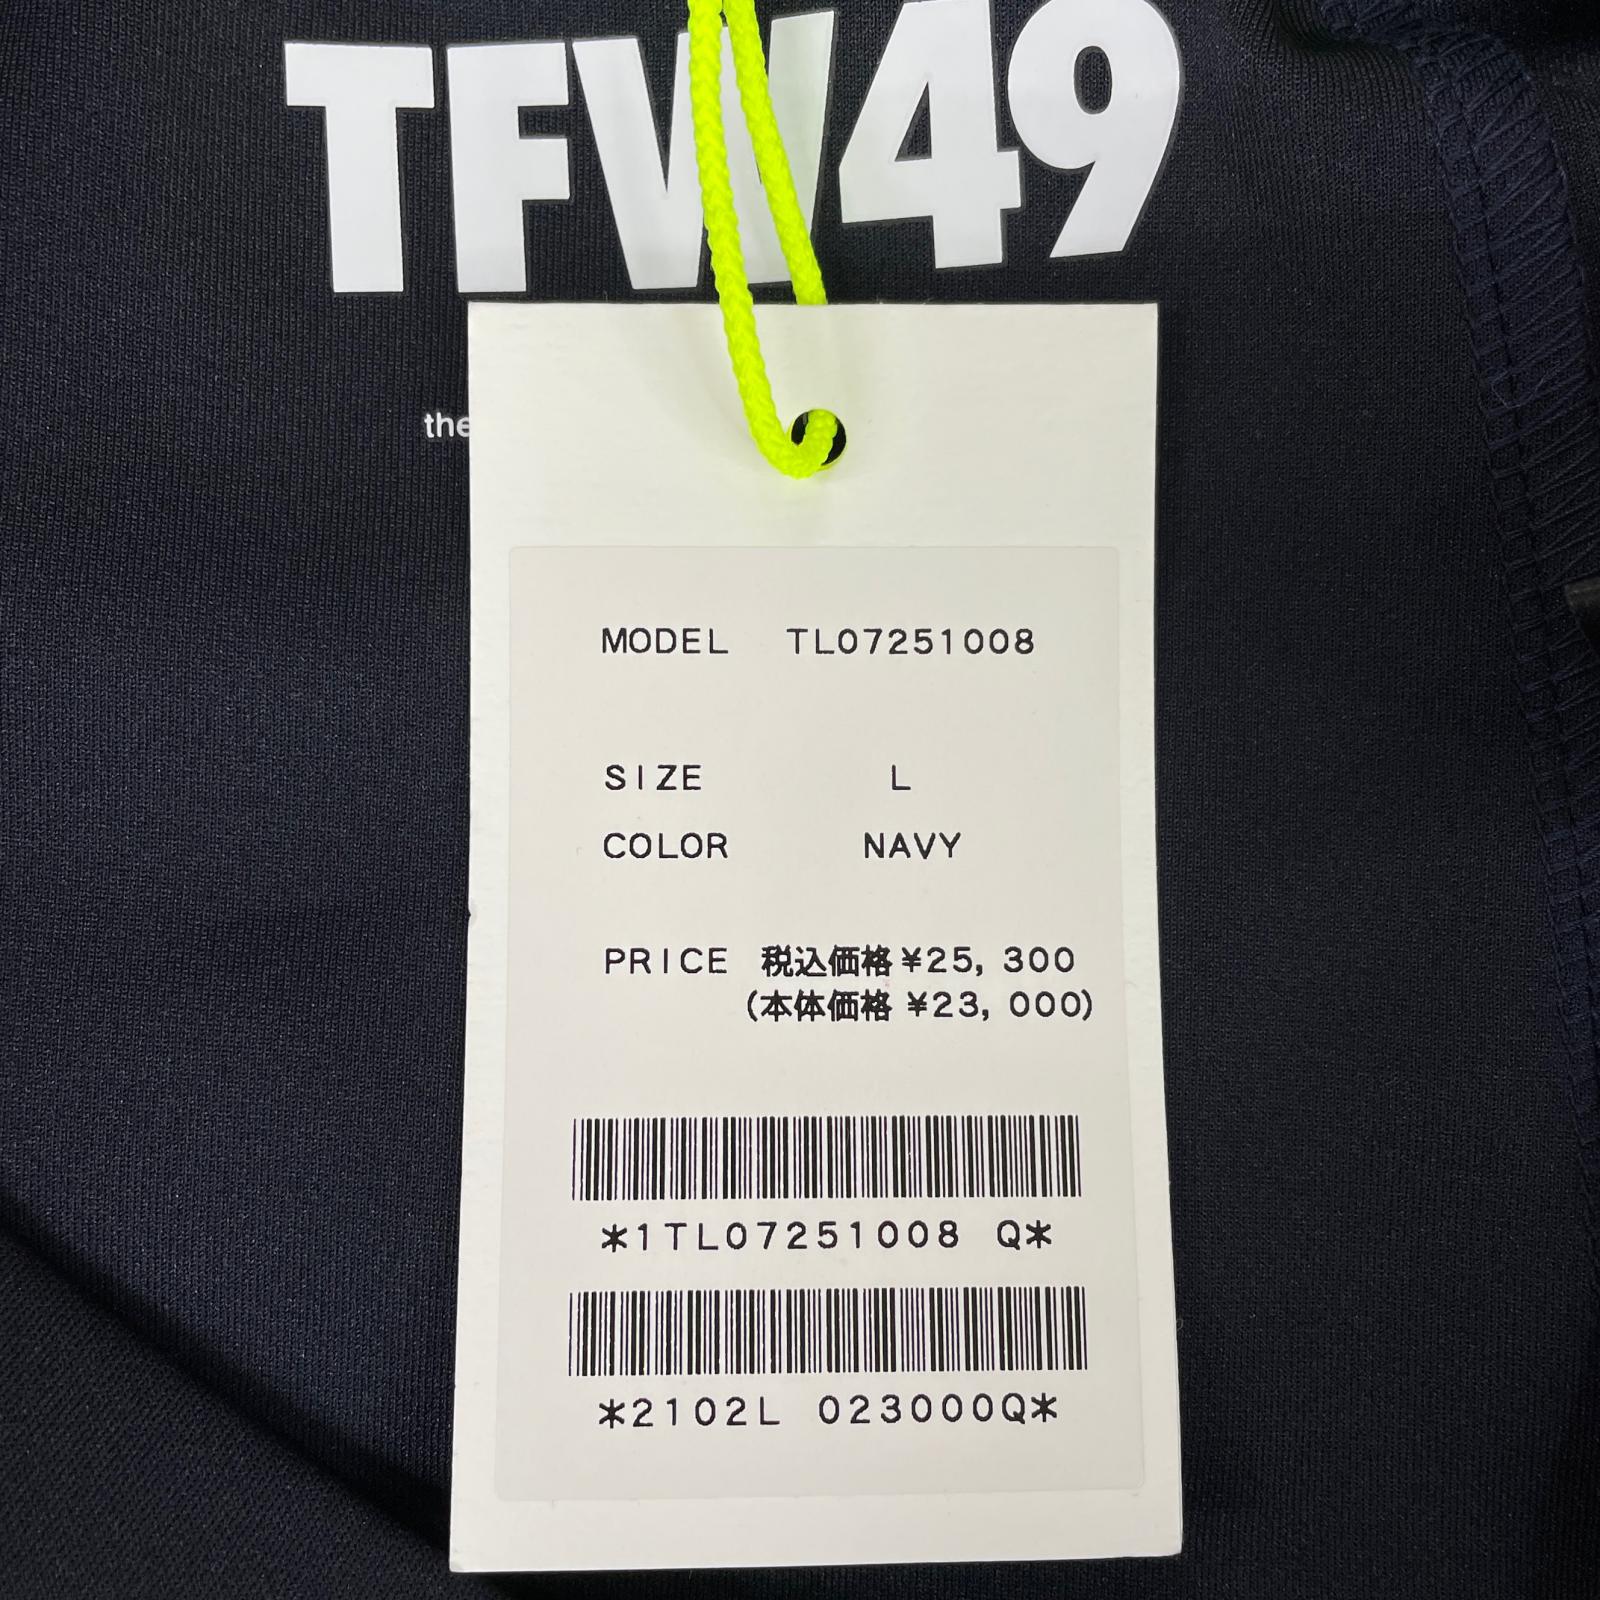 TFW49
the
MODEL TL07251008
SIZE L
COLOR NAVY
PRICE 税込価格 ¥25, 300
(本体価格 ¥23, 000)
*1TL07251008 Q*
*2102L 023000Q*